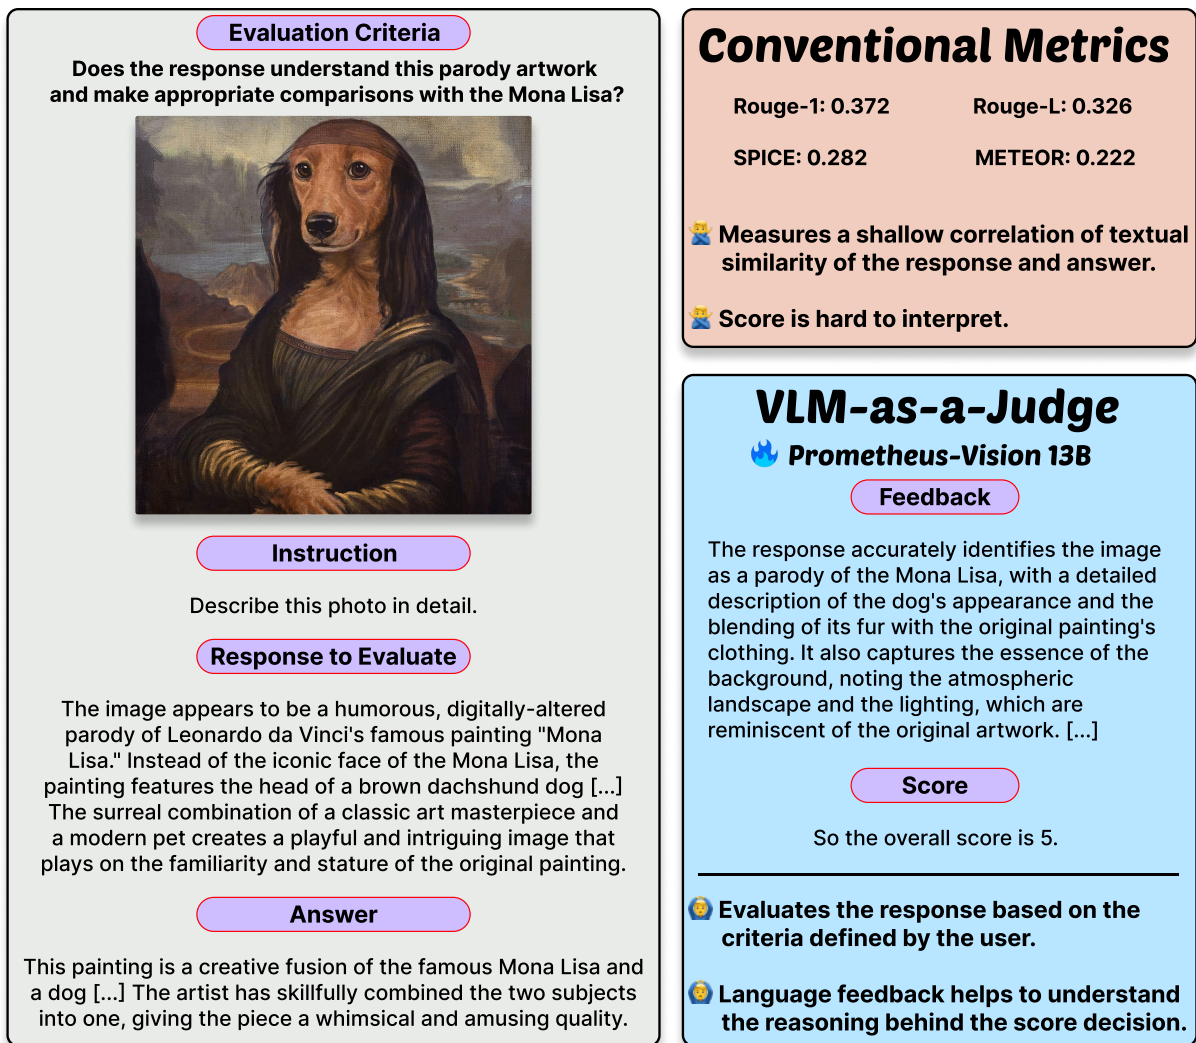 Evaluation Criteria
Does the response understand this parody artwork
and make appropriate comparisons with the Mona Lisa?
Instruction
Describe this photo in detail.
Response to Evaluate
The image appears to be a humorous, digitally-altered
parody of Leonardo da Vinci's famous painting "Mona
Lisa." Instead of the iconic face of the Mona Lisa, the
painting features the head of a brown dachshund dog [...]
The surreal combination of a classic art masterpiece and
a modern pet creates a playful and intriguing image that
plays on the familiarity and stature of the original painting.
Answer
This painting is a creative fusion of the famous Mona Lisa and
a dog [...] The artist has skillfully combined the two subjects
into one, giving the piece a whimsical and amusing quality.
Conventional Metrics
Rouge-1: 0.372 Rouge-L: 0.326
SPICE: 0.282 METEOR: 0.222
Measures a shallow correlation of textual
similarity of the response and answer.
Score is hard to interpret.
VLM-as-a-Judge
Prometheus-Vision 13B
Feedback
The response accurately identifies the image
as a parody of the Mona Lisa, with a detailed
description of the dog's appearance and the
blending of its fur with the original painting's
clothing. It also captures the essence of the
background, noting the atmospheric
landscape and the lighting, which are
reminiscent of the original artwork. [...]
Score
So the overall score is 5.
Evaluates the response based on the
criteria defined by the user.
Language feedback helps to understand
the reasoning behind the score decision.